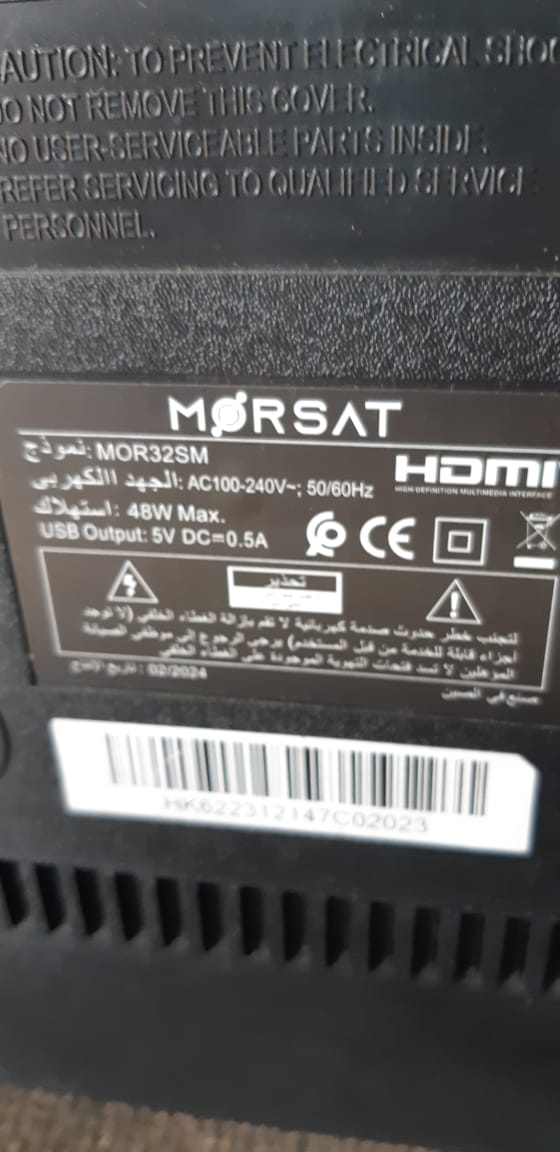 AUTION: TO PREVENT ELECTRICAL SHOC
DO NOT REMOVE THIS COVER.
NO USER-SERVICEABLE PARTS INSIDE.
REFER SERVICING TO QUALIFIED SERVICE
PERSONNEL.
MORSAT
نموذج: MOR32SM
الجهد االكهربى: AC100-240V~; 50/60Hz
HDMI
HIGH-DEFINITION MULTIMEDIA INTERFACE
استهلاك: 48W Max.
USB Output: 5V DC=0.5A
CE
تحذير
لتجنب خطر حدوث صدمة كهربائية لا تقم بإزالة الغطاء الخلفي (لا توجد
أجزاء قابلة للخدمة من قبل المستخدم) يرجى الرجوع إلى موظفي الصيانة
المؤهلين لا تسد فتحات التهوية الموجودة على الغطاء الخلفي
تاريخ الإنتاج: 02/2024
صنع في الصين
HK622312147C02023